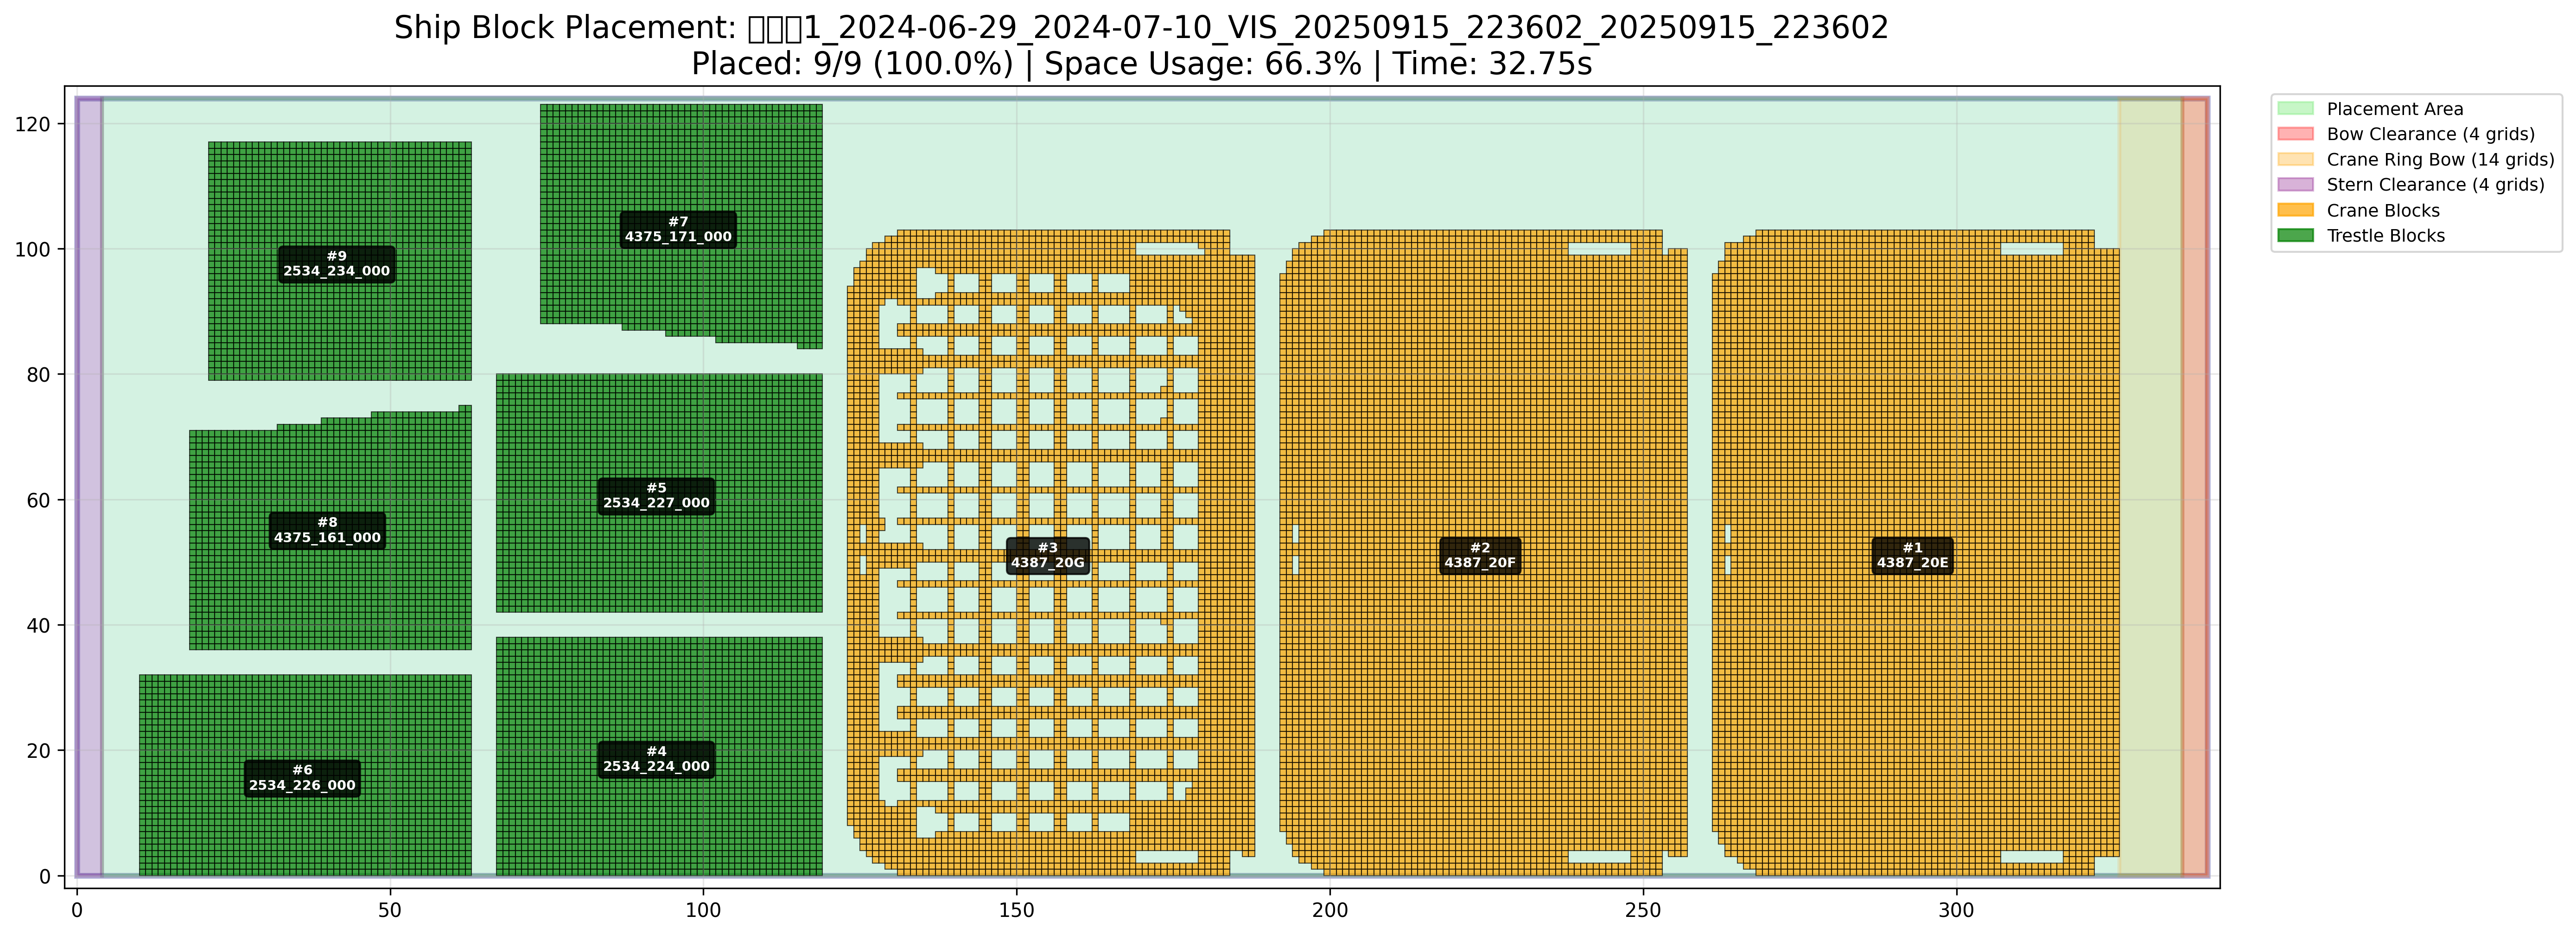 Ship Block Placement: □□□1_2024-06-29_2024-07-10_VIS_20250915_223602_20250915_223602
Placed: 9/9 (100.0%) | Space Usage: 66.3% | Time: 32.75s
Placement Area
Bow Clearance (4 grids)
Crane Ring Bow (14 grids)
Stern Clearance (4 grids)
Crane Blocks
Trestle Blocks
120
100
80
60
40
20
0
#9
2534_234_000
#7
4375_171_000
#8
4375_161_000
#5
2534_227_000
#6
2534_226_000
#4
2534_224_000
#3
4387_20G
#2
4387_20F
#1
4387_20E
0 50 100 150 200 250 300